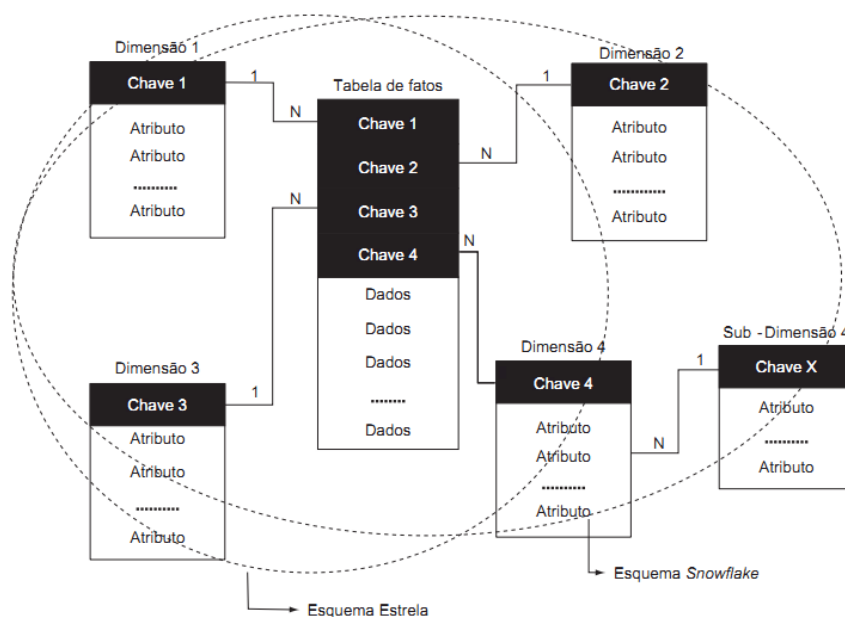 Dimensão 1
Chave 1
Atributo
Atributo
..........
Atributo
1
N
Tabela de fatos
Chave 1
Chave 2
Chave 3
Chave 4
Dados
Dados
Dados
........
Dados
Dimensão 2
Chave 2
Atributo
Atributo
............
Atributo
1
N
Dimensão 3
Chave 3
Atributo
Atributo
..........
Atributo
1
N
Dimensão 4
Chave 4
Atributo
Atributo
..........
Atributo
N
Sub - Dimensão 4
Chave X
Atributo
..........
Atributo
1
N
Esquema Snowflake
Esquema Estrela